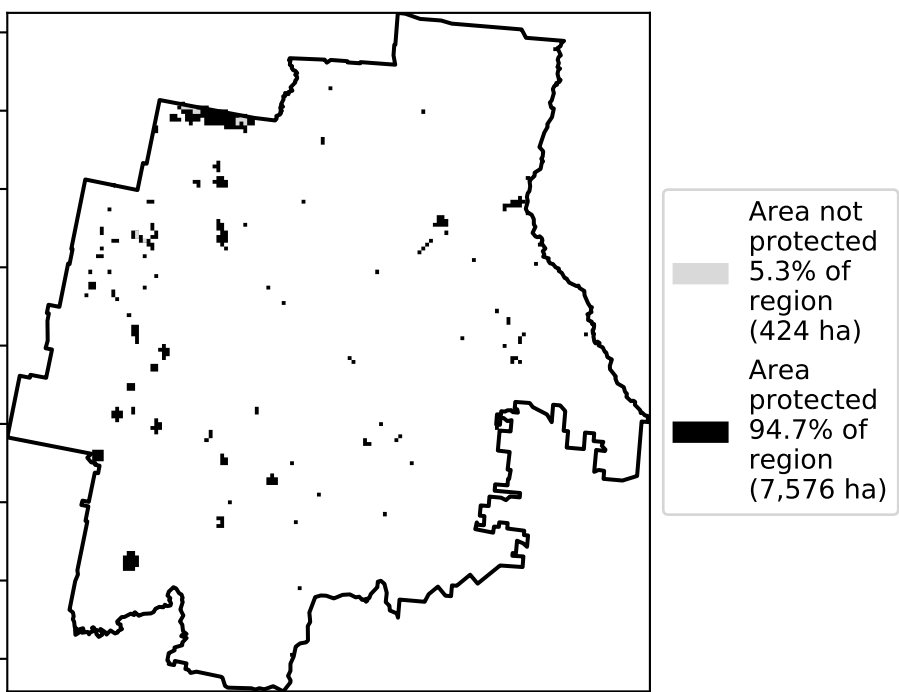 Area not
protected
5.3% of
region
(424 ha)
Area
protected
94.7% of
region
(7,576 ha)